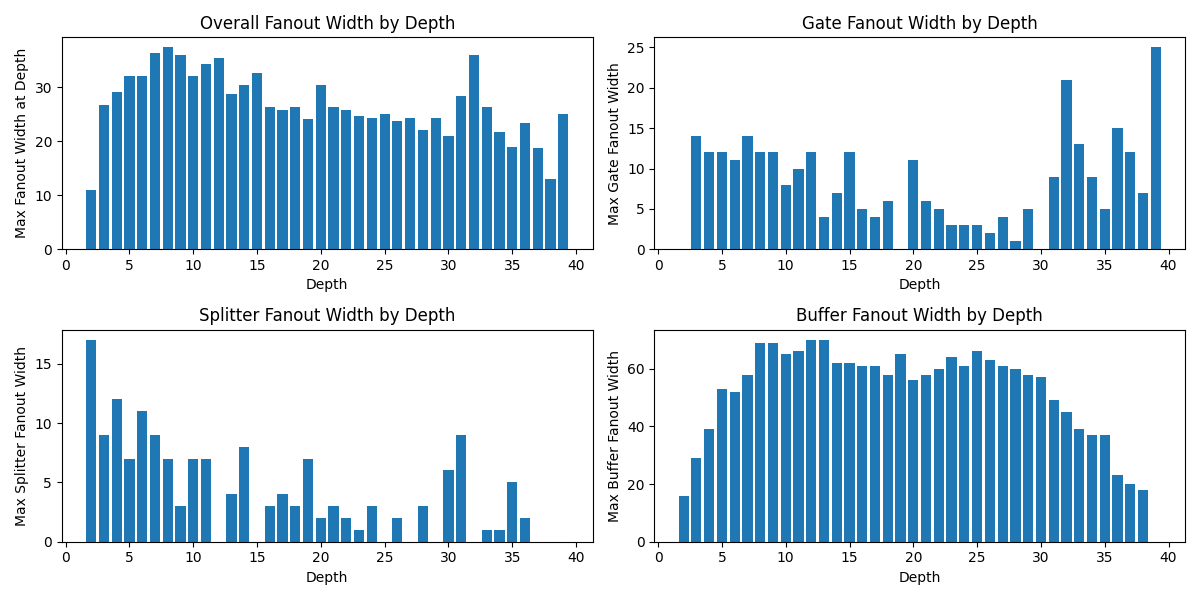 Overall Fanout Width by Depth
Max Fanout Width at Depth
30
20
10
0
0 5 10 15 20 25 30 35 40
Depth
Gate Fanout Width by Depth
Max Gate Fanout Width
25
20
15
10
5
0
0 5 10 15 20 25 30 35 40
Depth
Splitter Fanout Width by Depth
Max Splitter Fanout Width
15
10
5
0
0 5 10 15 20 25 30 35 40
Depth
Buffer Fanout Width by Depth
Max Buffer Fanout Width
60
40
20
0
0 5 10 15 20 25 30 35 40
Depth